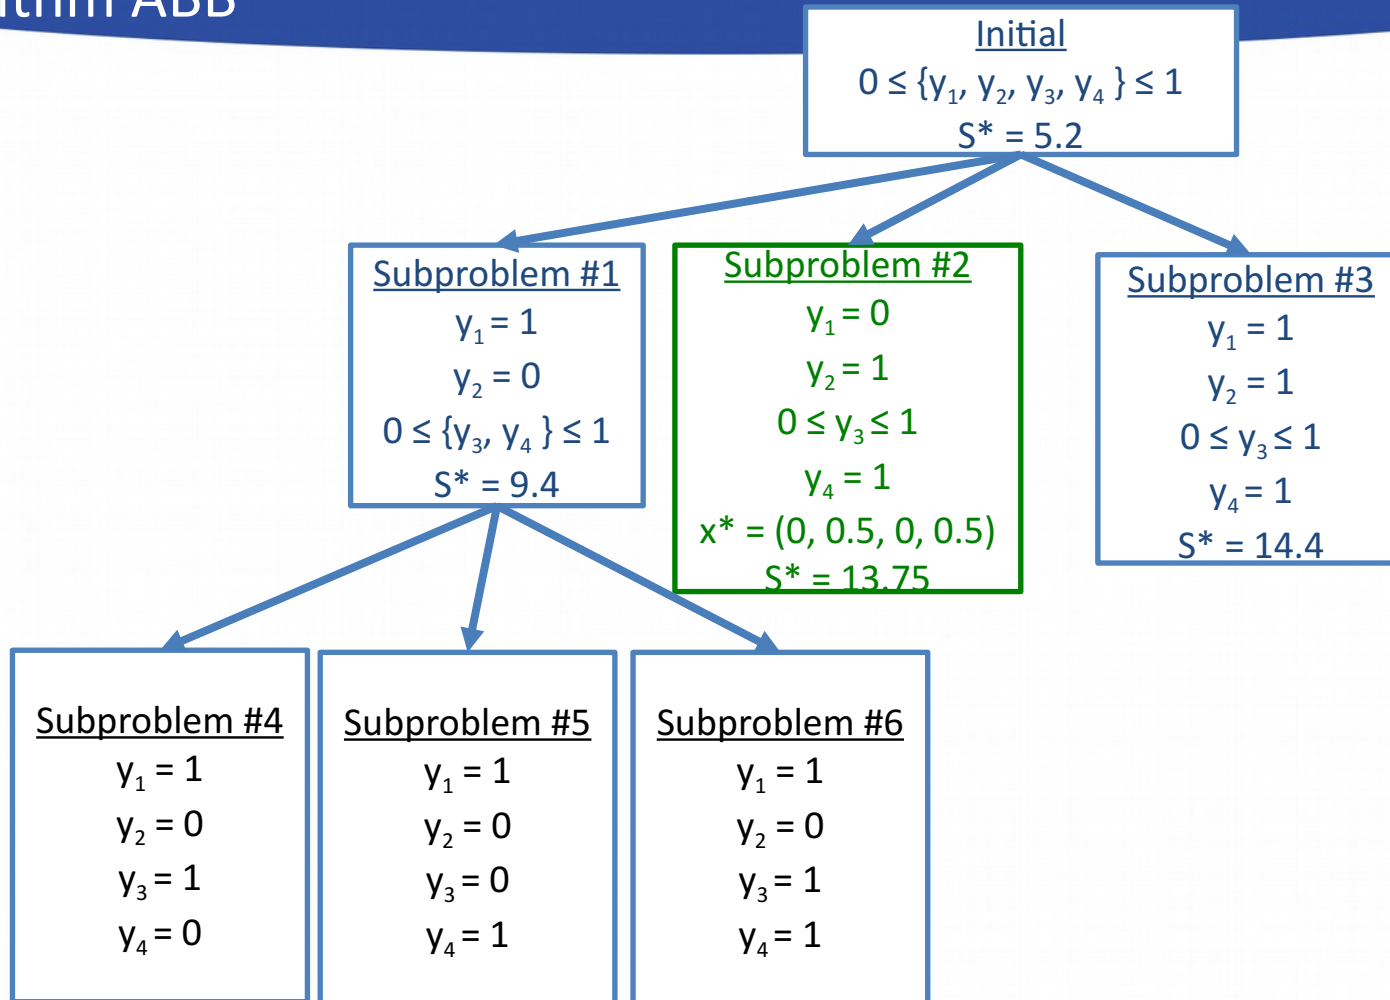 ABB
Initial
0 ≤ {y₁, y₂, y₃, y₄ } ≤ 1
S* = 5.2
Subproblem #1
y₁ = 1
y₂ = 0
0 ≤ {y₃, y₄ } ≤ 1
S* = 9.4
Subproblem #2
y₁ = 0
y₂ = 1
0 ≤ y₃ ≤ 1
y₄ = 1
x* = (0, 0.5, 0, 0.5)
S* = 13.75
Subproblem #3
y₁ = 1
y₂ = 1
0 ≤ y₃ ≤ 1
y₄ = 1
S* = 14.4
Subproblem #4
y₁ = 1
y₂ = 0
y₃ = 1
y₄ = 0
Subproblem #5
y₁ = 1
y₂ = 0
y₃ = 0
y₄ = 1
Subproblem #6
y₁ = 1
y₂ = 0
y₃ = 1
y₄ = 1